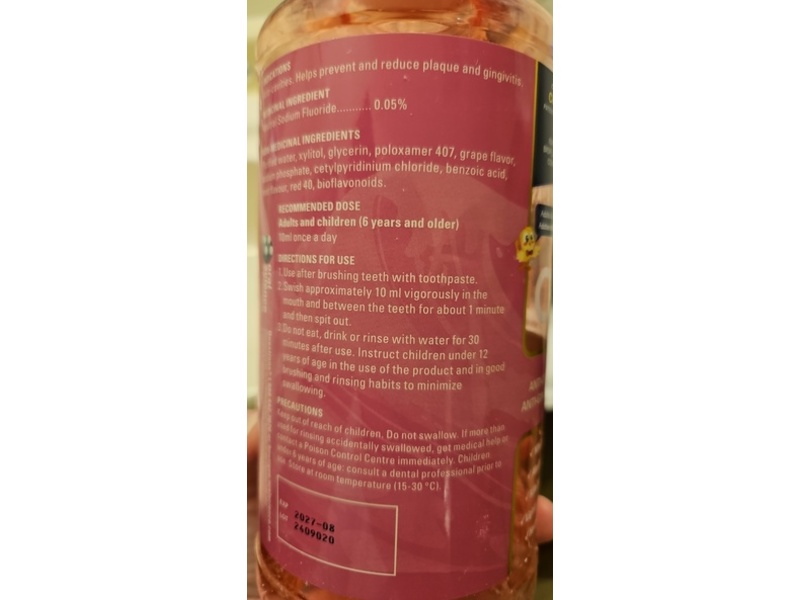 cavities. Helps prevent and reduce plaque and gingivitis.
INGREDIENT
Sodium Fluoride........... 0.05%
INGREDIENTS
water, xylitol, glycerin, poloxamer 407, grape flavor,
phosphate, cetylpyridinium chloride, benzoic acid,
flavour, red 40, bioflavonoids.
RECOMMENDED DOSE
Adults and children (6 years and older)
10ml once a day
DIRECTIONS FOR USE
1. Use after brushing teeth with toothpaste.
2. Swish approximately 10 ml vigorously in the
mouth and between the teeth for about 1 minute
and then spit out.
3. Do not eat, drink or rinse with water for 30
minutes after use. Instruct children under 12
years of age in the use of the product and in good
brushing and rinsing habits to minimize
swallowing.
PRECAUTIONS
Keep out of reach of children. Do not swallow. If more than
used for rinsing accidentally swallowed, get medical help or
contact a Poison Control Centre immediately. Children
under 6 years of age: consult a dental professional prior to
use. Store at room temperature (15-30 °C).
EXP 2027-08
LOT 2409020